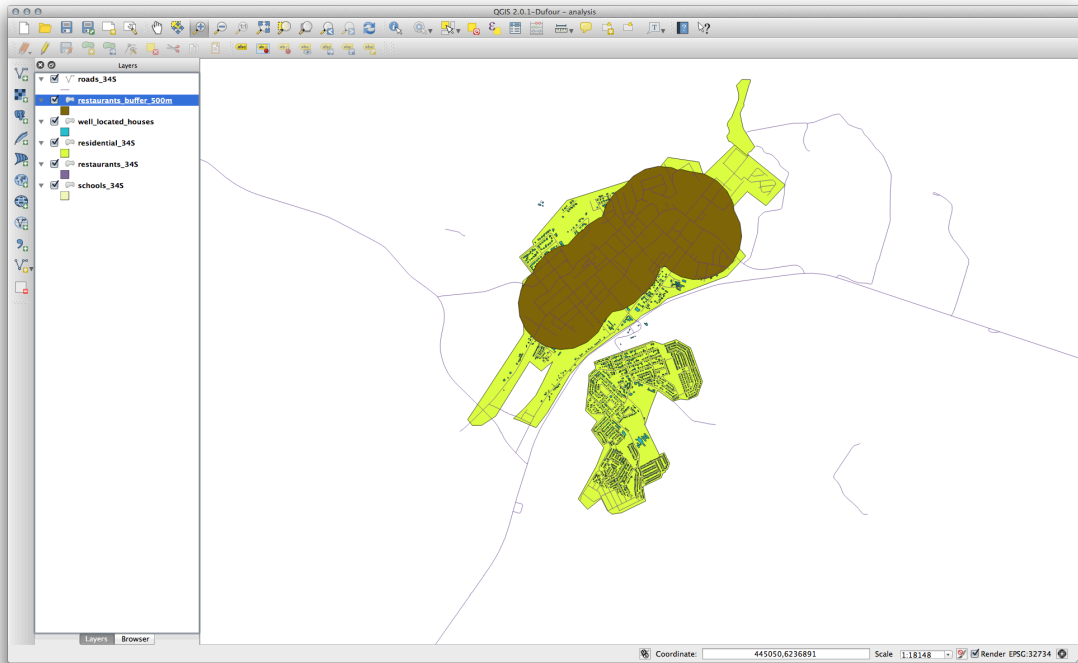 QGIS 2.0.1-Dufour - analysis
Layers
roads_34S
restaurants_buffer_500m
well_located_houses
residential_34S
restaurants_34S
schools_34S
Layers Browser
Coordinate: 445050,6236891 Scale 1:18148 Render EPSG:32734